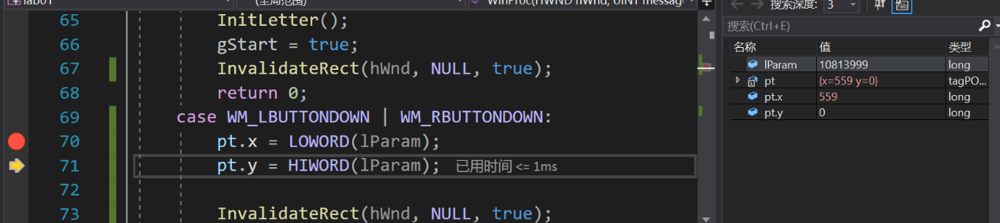 lab01 (全局范围) WinProc(HWND hWnd, UINT messag
65 InitLetter();
66 gStart = true;
67 InvalidateRect(hWnd, NULL, true);
68 return 0;
69 case WM_LBUTTONDOWN | WM_RBUTTONDOWN:
70 pt.x = LOWORD(lParam);
71 pt.y = HIWORD(lParam); 已用时间 <= 1ms
72
73 InvalidateRect(hWnd, NULL, true);
搜索深度: 3
搜索(Ctrl+E)
名称 值 类型
lParam 10813999 long
pt {x=559 y=0} tagPO...
pt.x 559 long
pt.y 0 long